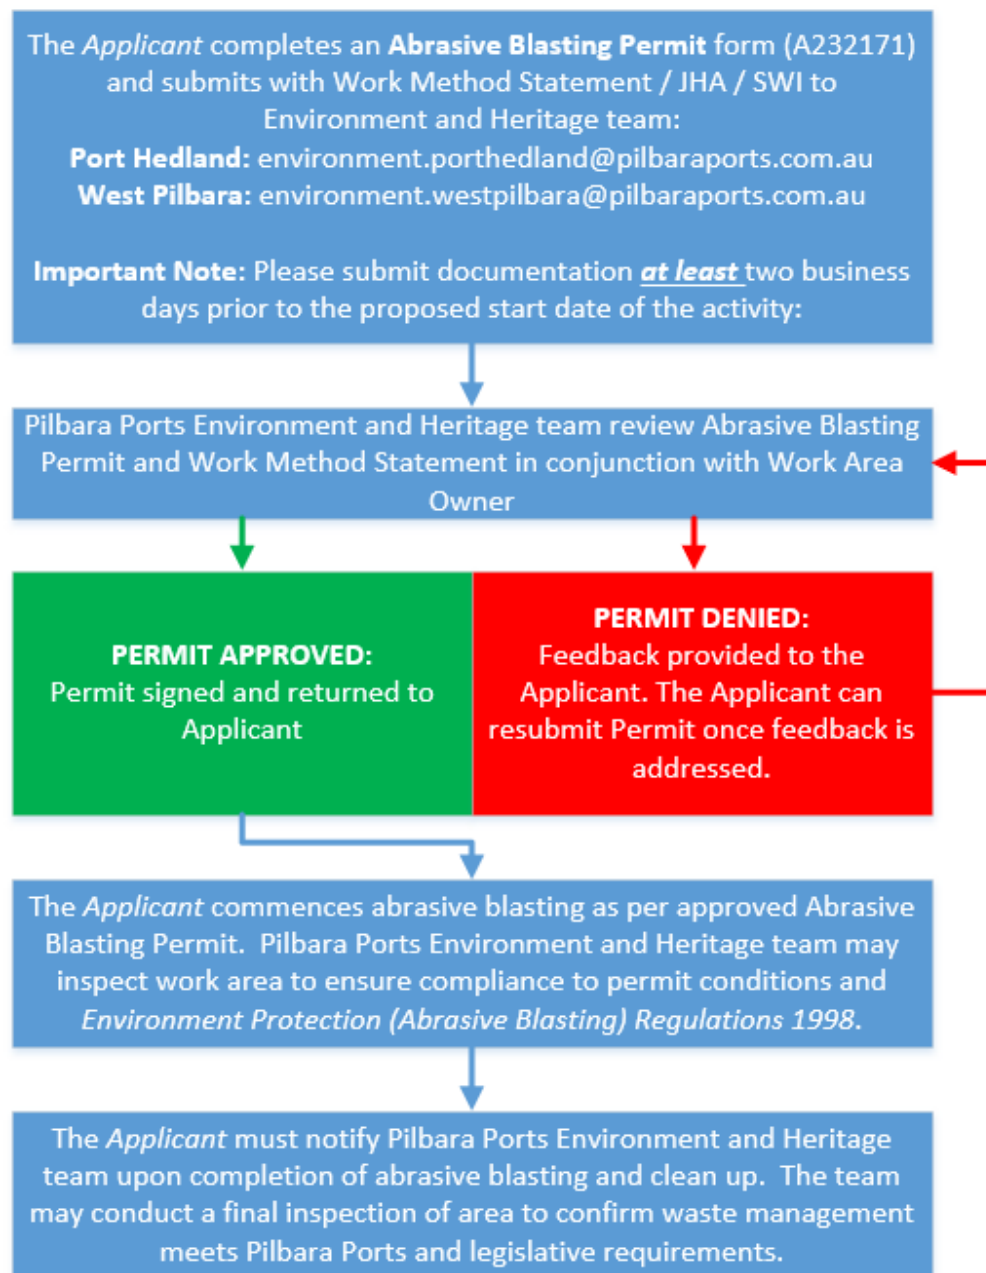 The Applicant completes an Abrasive Blasting Permit form (A232171)
and submits with Work Method Statement / JHA / SWI to
Environment and Heritage team:
Port Hedland: environment.porthedland@pilbaraports.com.au
West Pilbara: environment.westpilbara@pilbaraports.com.au
Important Note: Please submit documentation at least two business
days prior to the proposed start date of the activity:
Pilbara Ports Environment and Heritage team review Abrasive Blasting
Permit and Work Method Statement in conjunction with Work Area
Owner
PERMIT APPROVED:
Permit signed and returned to
Applicant
PERMIT DENIED:
Feedback provided to the
Applicant. The Applicant can
resubmit Permit once feedback is
addressed.
The Applicant commences abrasive blasting as per approved Abrasive
Blasting Permit.  Pilbara Ports Environment and Heritage team may
inspect work area to ensure compliance to permit conditions and
Environment Protection (Abrasive Blasting) Regulations 1998.
The Applicant must notify Pilbara Ports Environment and Heritage
team upon completion of abrasive blasting and clean up.  The team
may conduct a final inspection of area to confirm waste management
meets Pilbara Ports and legislative requirements.